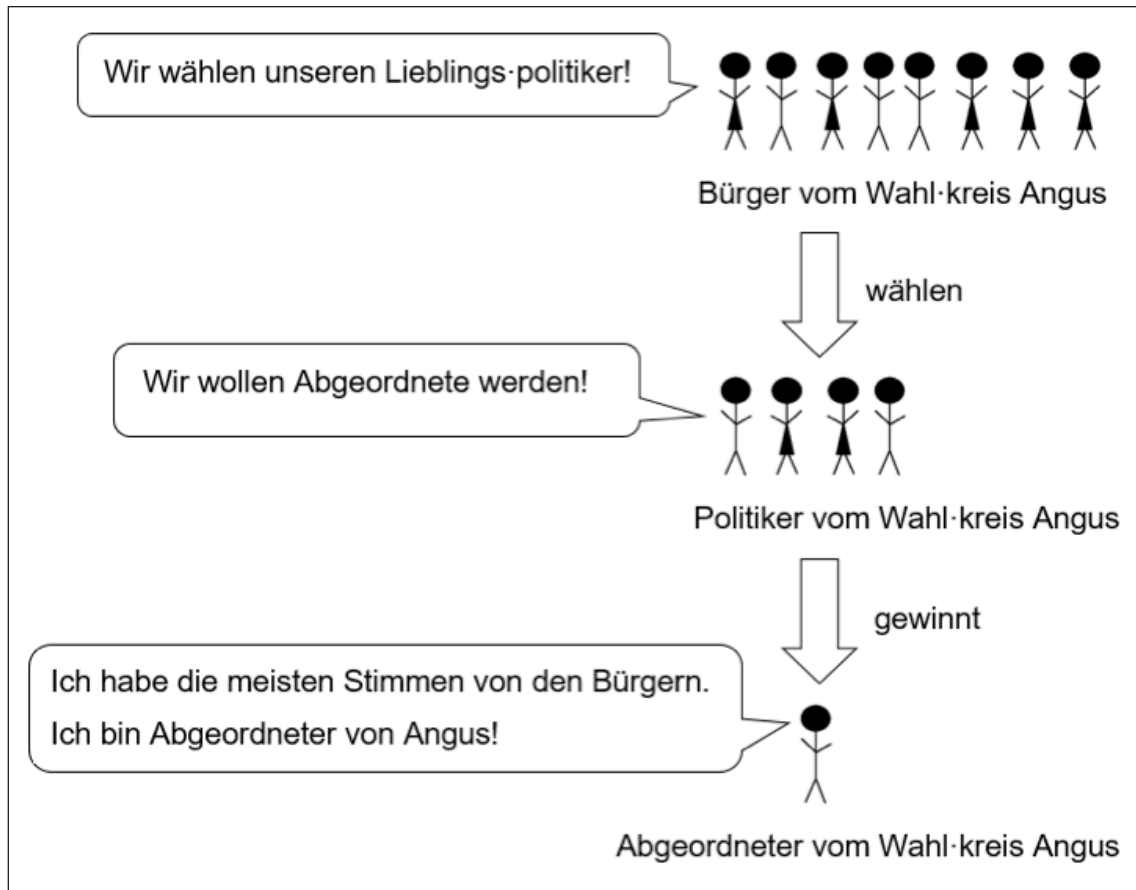 Wir wählen unseren Lieblings·politiker!
Bürger vom Wahl·kreis Angus
wählen
Wir wollen Abgeordnete werden!
Politiker vom Wahl·kreis Angus
gewinnt
Ich habe die meisten Stimmen von den Bürgern.
Ich bin Abgeordneter von Angus!
Abgeordneter vom Wahl·kreis Angus